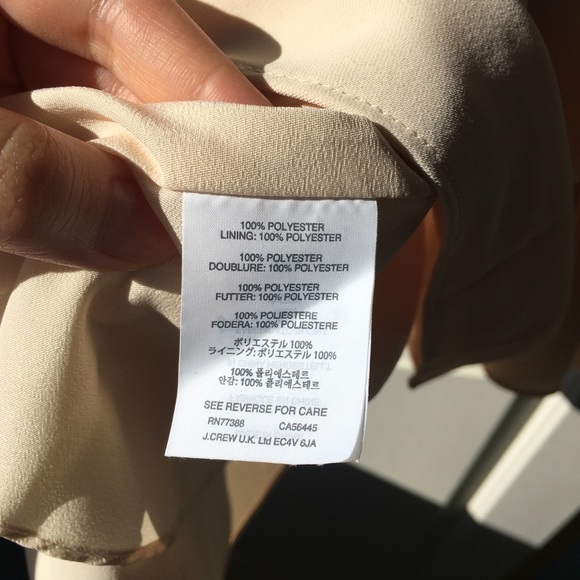 100% POLYESTER
LINING: 100% POLYESTER
100% POLYESTER
DOUBLURE: 100% POLYESTER
100% POLYESTER
FUTTER: 100% POLYESTER
100% POLIESTERE
FODERA: 100% POLIESTERE
ポリエステル 100%
ライニング: ポリエステル 100%
100% 폴리에스테르
안감: 100% 폴리에스테르
SEE REVERSE FOR CARE
RN77388 CA56445
J.CREW U.K. Ltd EC4V 6JA